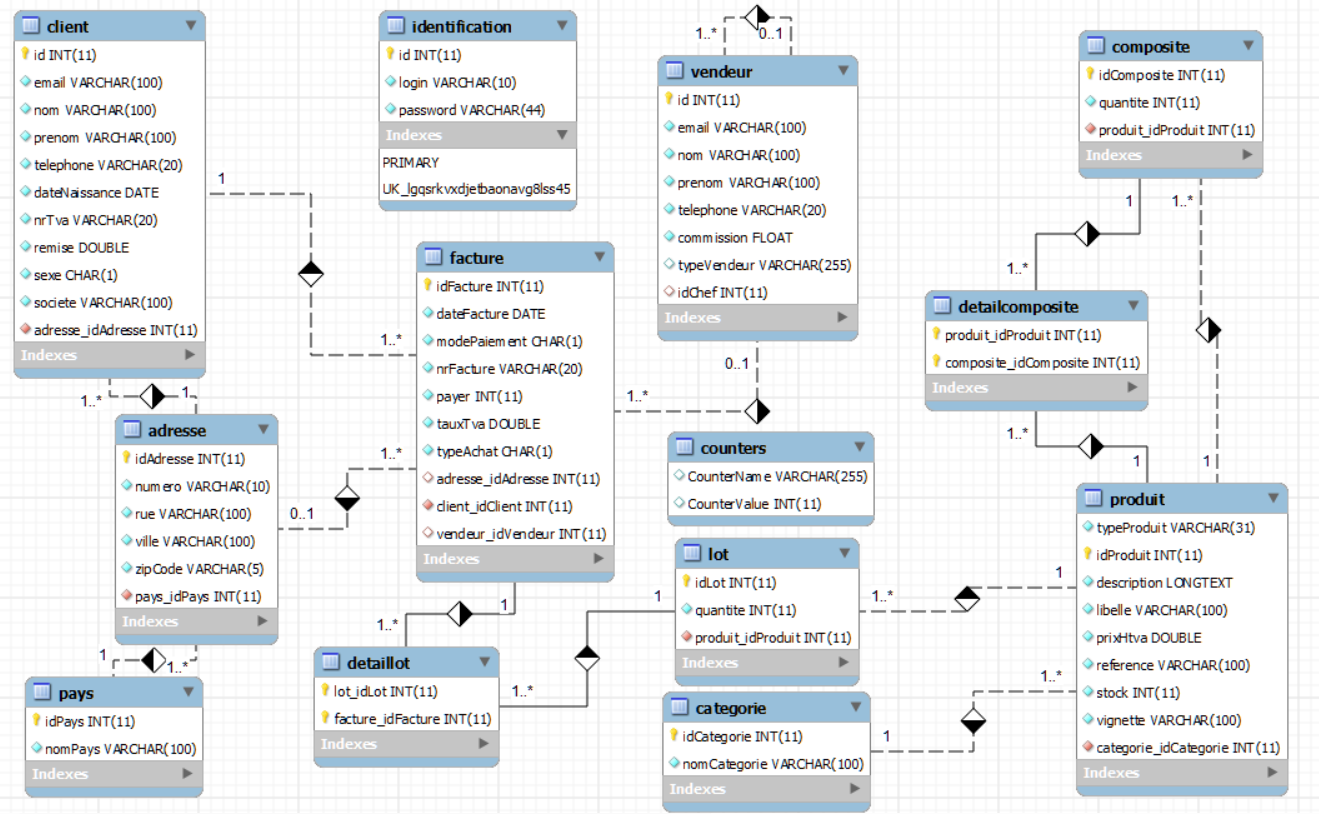 client
id INT(11)
email VARCHAR(100)
nom VARCHAR(100)
prenom VARCHAR(100)
telephone VARCHAR(20)
dateNaissance DATE
nrTva VARCHAR(20)
remise DOUBLE
sexe CHAR(1)
societe VARCHAR(100)
adresse_idAdresse INT(11)
Indexes
identification
id INT(11)
login VARCHAR(10)
password VARCHAR(44)
Indexes
PRIMARY
UK_lgqsrkvxdjetbaonavg8lss45
1..*
0..1
vendeur
id INT(11)
email VARCHAR(100)
nom VARCHAR(100)
prenom VARCHAR(100)
telephone VARCHAR(20)
commission FLOAT
typeVendeur VARCHAR(255)
idChef INT(11)
Indexes
composite
idComposite INT(11)
quantite INT(11)
produit_idProduit INT(11)
Indexes
1
1..*
1
1..*
facture
idFacture INT(11)
dateFacture DATE
modePaiement CHAR(1)
nrFacture VARCHAR(20)
payer INT(11)
tauxTva DOUBLE
typeAchat CHAR(1)
adresse_idAdresse INT(11)
client_idClient INT(11)
vendeur_idVendeur INT(11)
Indexes
0..1
1..*
1..*
detailcomposite
produit_idProduit INT(11)
composite_idComposite INT(11)
Indexes
1..*
1
1
1..*
1
adresse
idAdresse INT(11)
numero VARCHAR(10)
rue VARCHAR(100)
ville VARCHAR(100)
zipCode VARCHAR(5)
pays_idPays INT(11)
Indexes
1..*
0..1
counters
CounterName VARCHAR(255)
CounterValue INT(11)
produit
typeProduit VARCHAR(31)
idProduit INT(11)
description LONGTEXT
libelle VARCHAR(100)
prixHtva DOUBLE
reference VARCHAR(100)
stock INT(11)
vignette VARCHAR(100)
categorie_idCategorie INT(11)
Indexes
lot
idLot INT(11)
quantite INT(11)
produit_idProduit INT(11)
Indexes
1..*
1
1
1..*
1
1..*
detaillot
lot_idLot INT(11)
facture_idFacture INT(11)
Indexes
1
1..*
pays
idPays INT(11)
nomPays VARCHAR(100)
Indexes
categorie
idCategorie INT(11)
nomCategorie VARCHAR(100)
Indexes
1
1..*